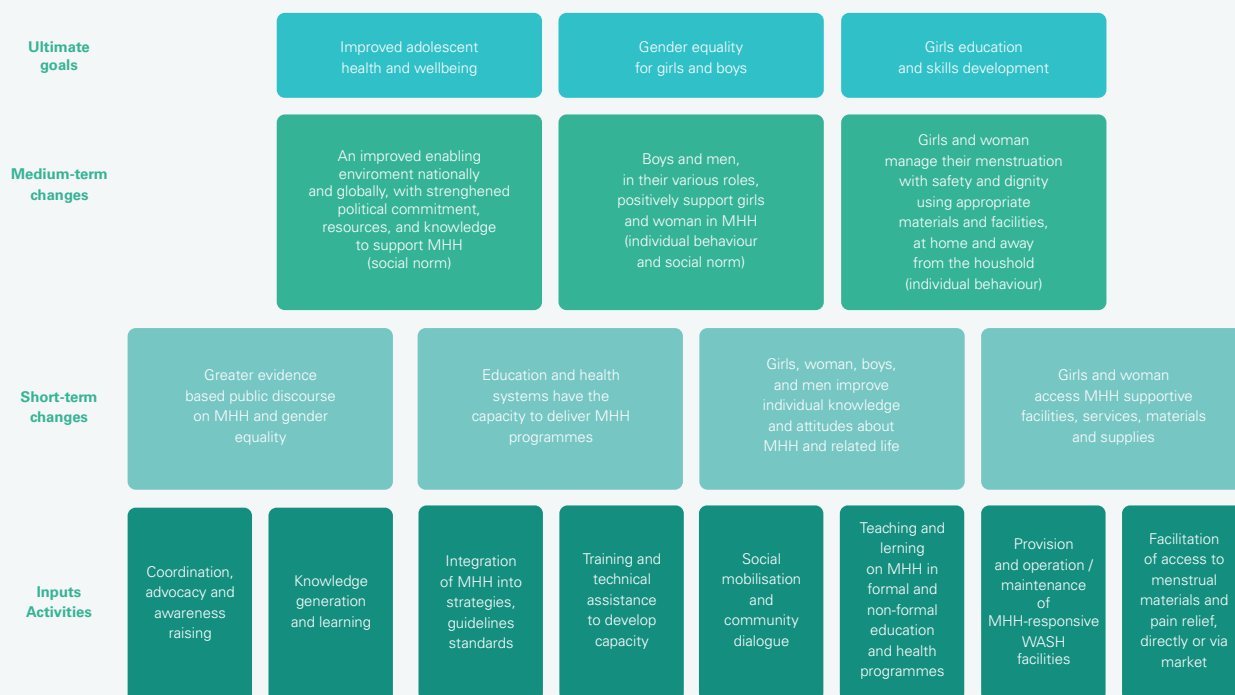 Ultimate
goals
Improved adolescent
health and wellbeing
Gender equality
for girls and boys
Girls education
and skills development
Medium-term
changes
An improved enabling
enviroment nationally
and globally, with strenghened
political commitment,
resources, and knowledge
to support MHH
(social norm)
Boys and men,
in their various roles,
positively support girls
and woman in MHH
(individual behaviour
and social norm)
Girls and woman
manage their menstruation
with safety and dignity
using appropriate
materials and facilities,
at home and away
from the houshold
(individual behaviour)
Short-term
changes
Greater evidence
based public discourse
on MHH and gender
equality
Education and health
systems have the
capacity to deliver MHH
programmes
Girls, woman, boys,
and men improve
individual knowledge
and attitudes about
MHH and related life
Girls and woman
access MHH supportive
facilities, services, materials
and supplies
Inputs
Activities
Coordination,
advocacy and
awareness
raising
Knowledge
generation
and learning
Integration
of MHH into
strategies,
guidelines
standards
Training and
technical
assistance
to develop
capacity
Social
mobilisation
and
community
dialogue
Teaching and
lerning
on MHH in
formal and
non-formal
education
and health
programmes
Provision
and operation /
maintenance
of
MHH-responsive
WASH
facilities
Facilitation
of access to
menstrual
materials and
pain relief,
directly or via
market